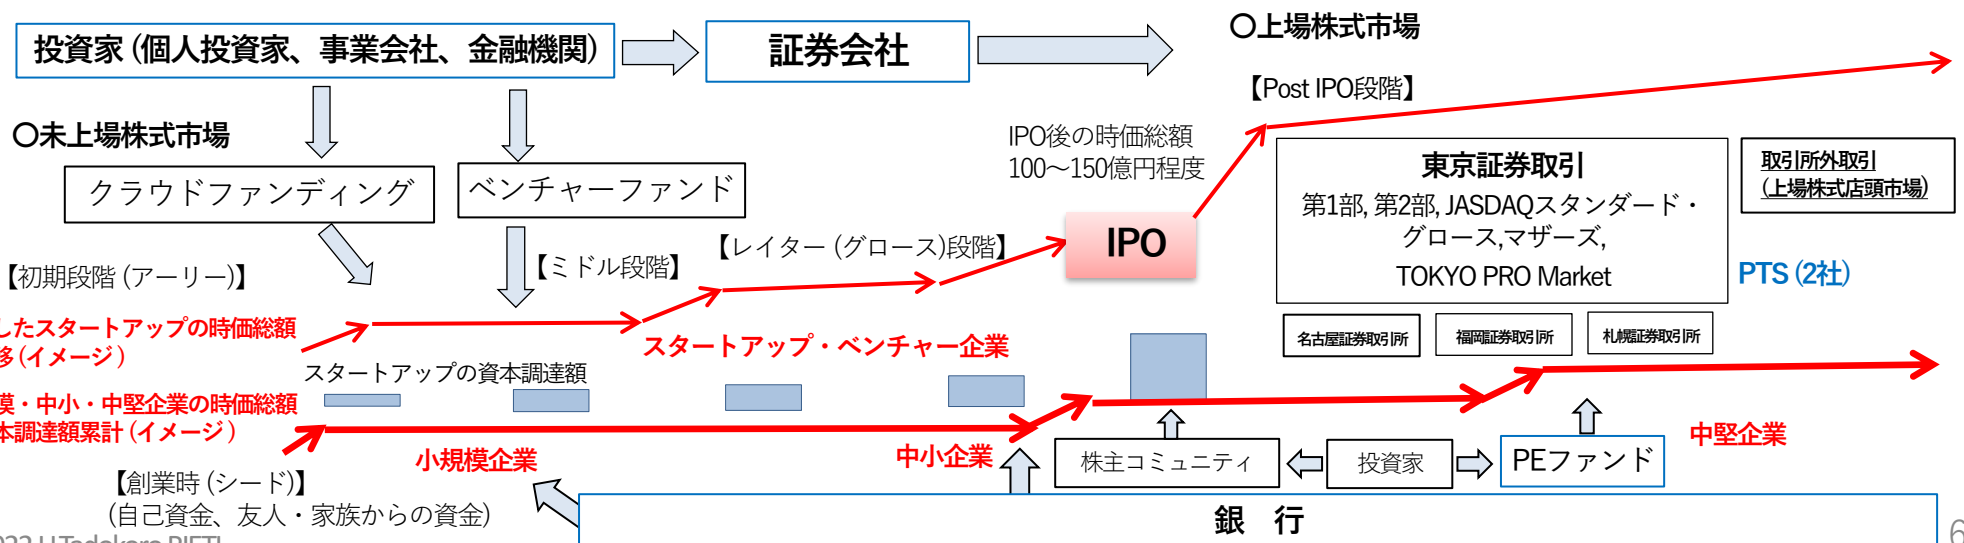 〇上場株式市場
投資家 (個人投資家、事業会社、金融機関)
証券会社
【Post IPO段階】
〇未上場株式市場
IPO後の時価総額
100～150億円程度
クラウドファンディング
ベンチャーファンド
東京証券取引
第1部, 第2部, JASDAQスタンダード・
グロース,マザーズ,
TOKYO PRO Market
取引所外取引
(上場株式店頭市場)
IPO
【レイター (グロース)段階】
【ミドル段階】
【初期段階 (アーリー)】
PTS (2社)
したスタートアップの時価総額
移 (イメージ )
スタートアップ・ベンチャー企業
名古屋証券取引所
福岡証券取引所
札幌証券取引所
スタートアップの資本調達額
模・中小・中堅企業の時価総額
本調達額累計 (イメージ )
小規模企業
中小企業
株主コミュニティ
投資家
PEファンド
中堅企業
【創業時 (シード)】
(自己資金、友人・家族からの資金)
銀 行
6